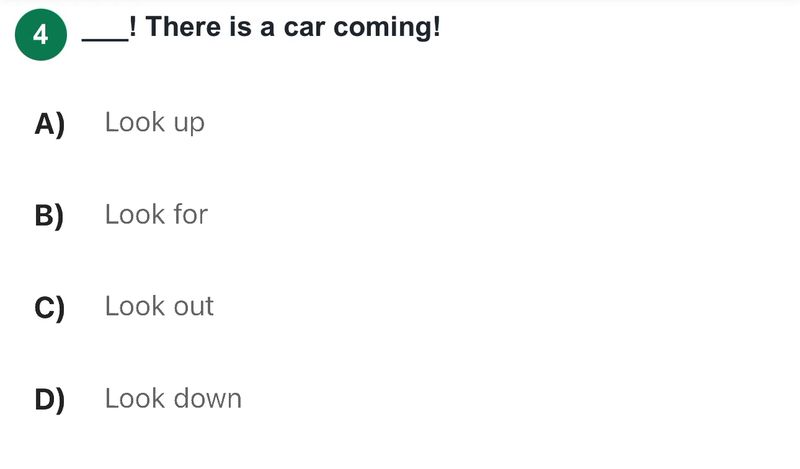 4 ___! There is a car coming!
A) Look up
B) Look for
C) Look out
D) Look down